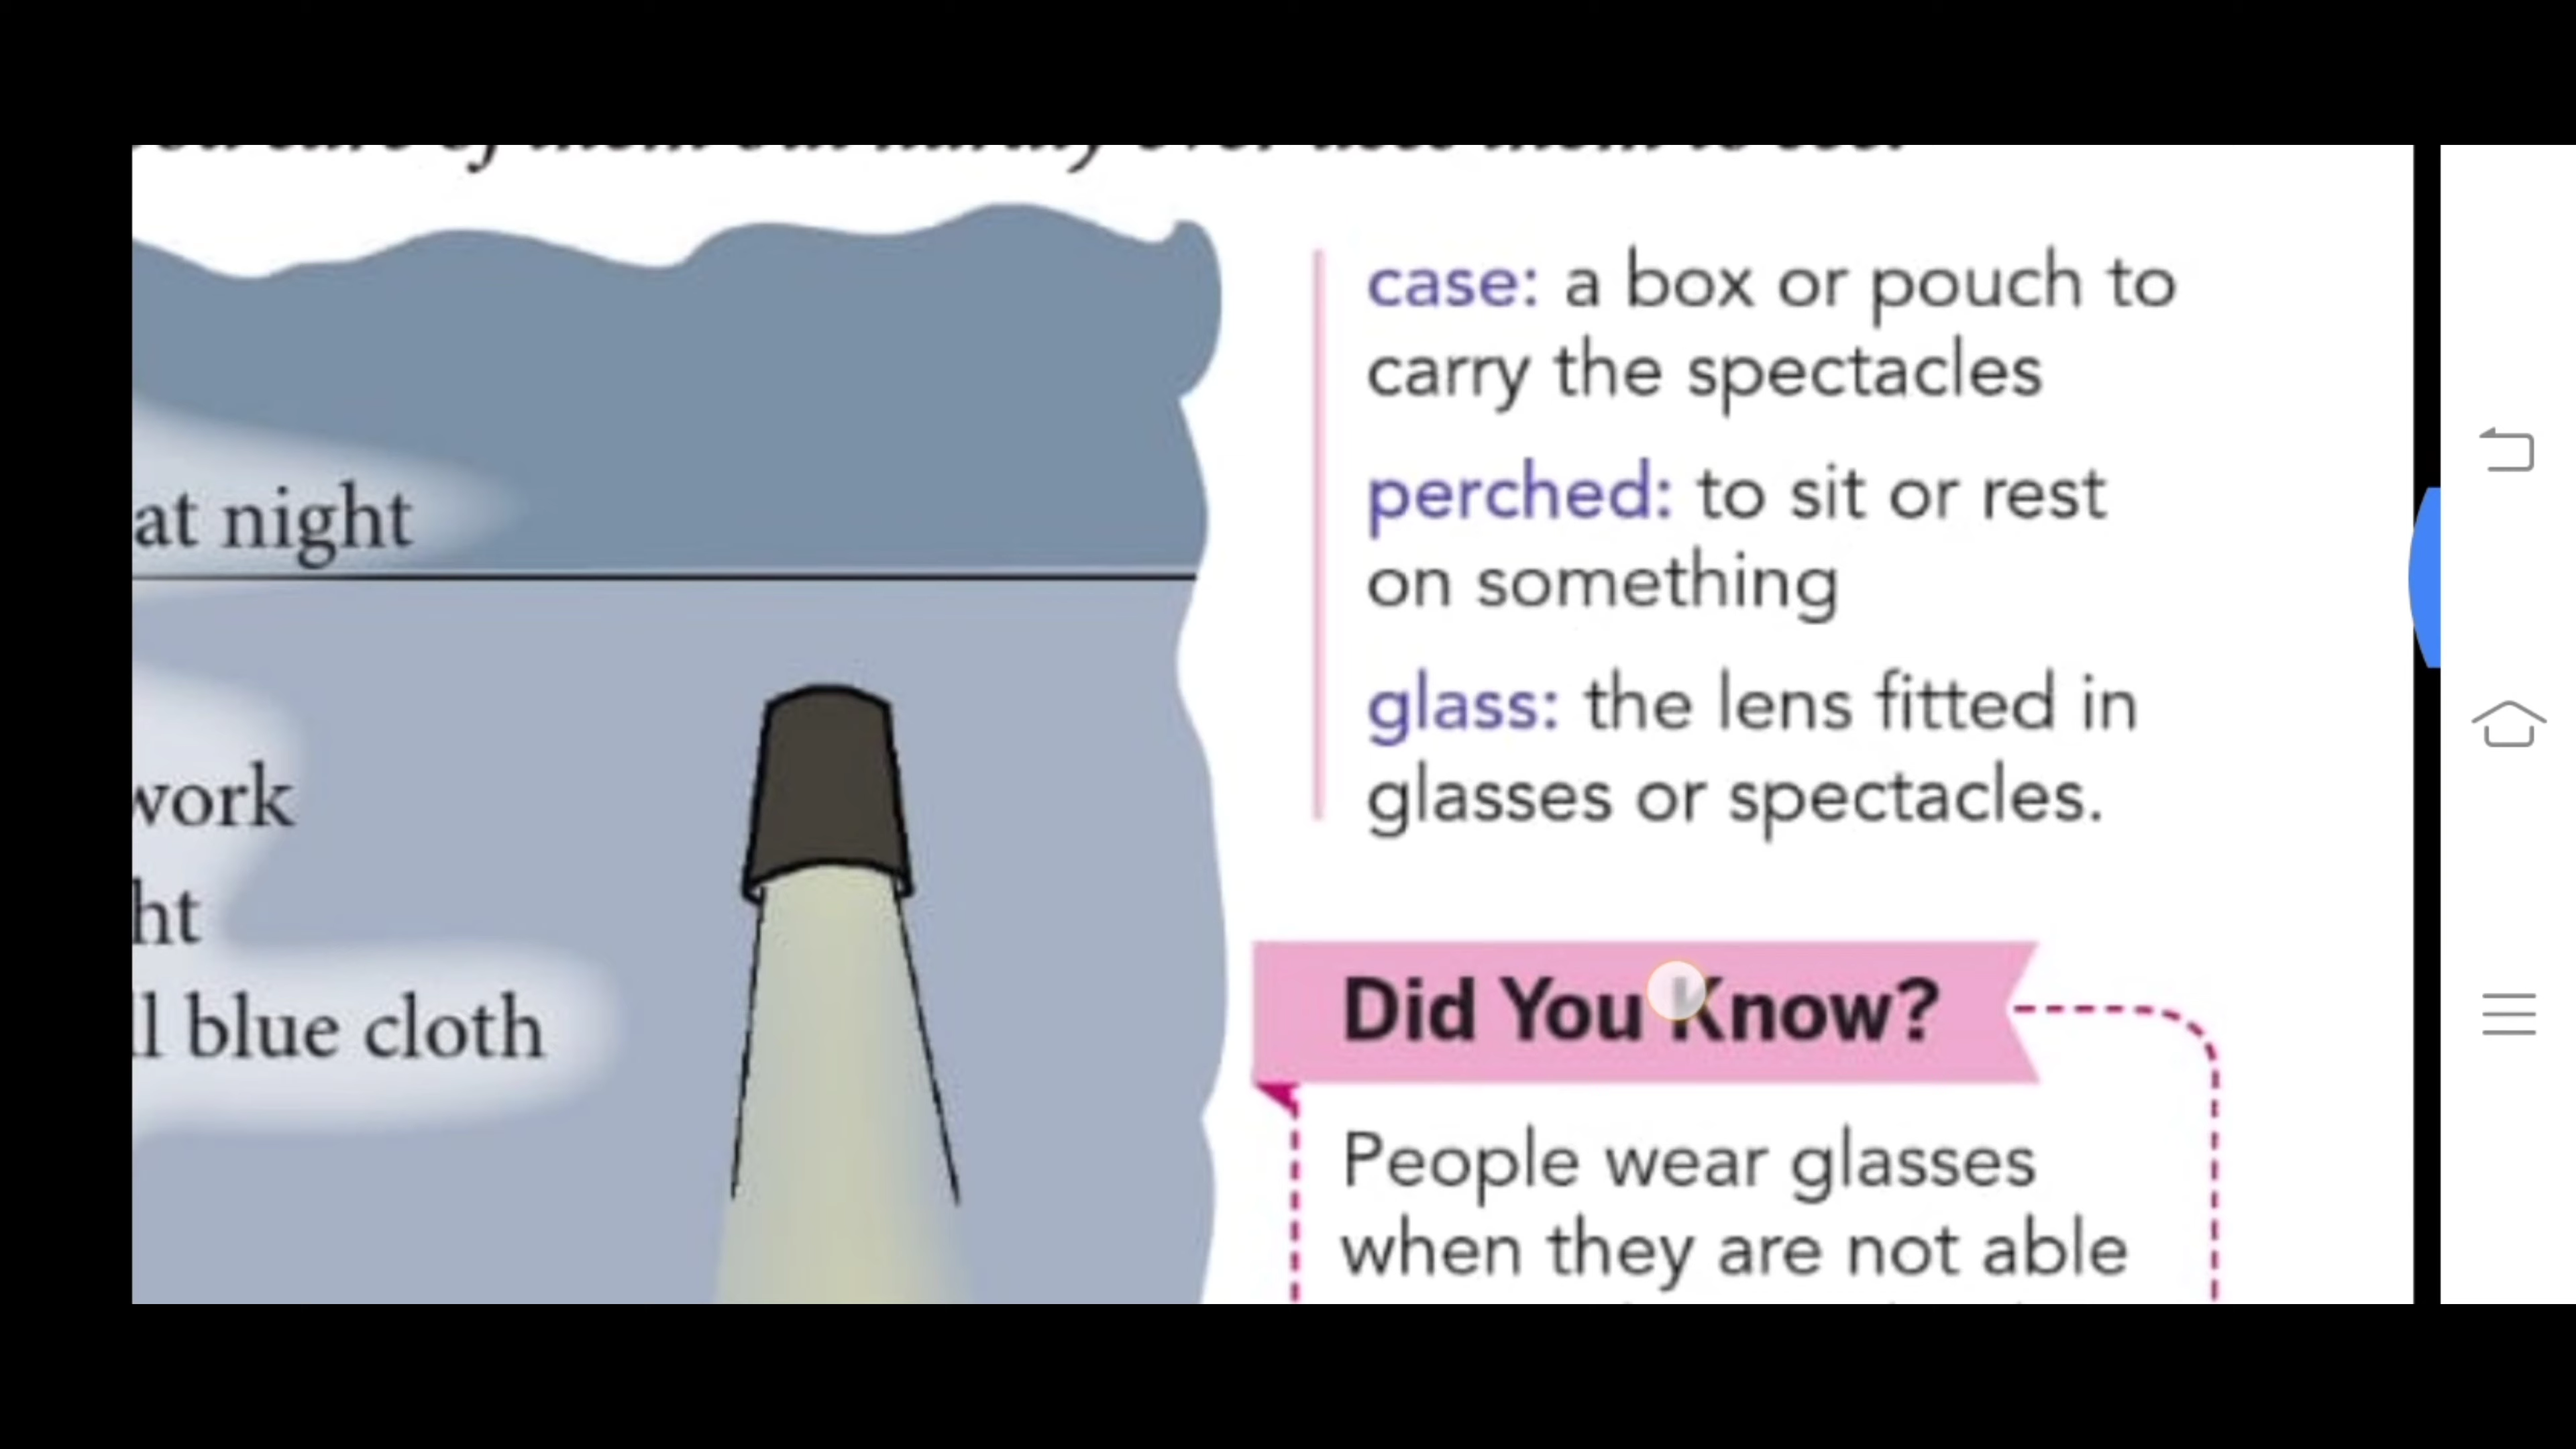 case: a box or pouch to
carry the spectacles
perched: to sit or rest
on something
glass: the lens fitted in
glasses or spectacles.
at night
work
ht
ll blue cloth
Did You Know?
People wear glasses
when they are not able